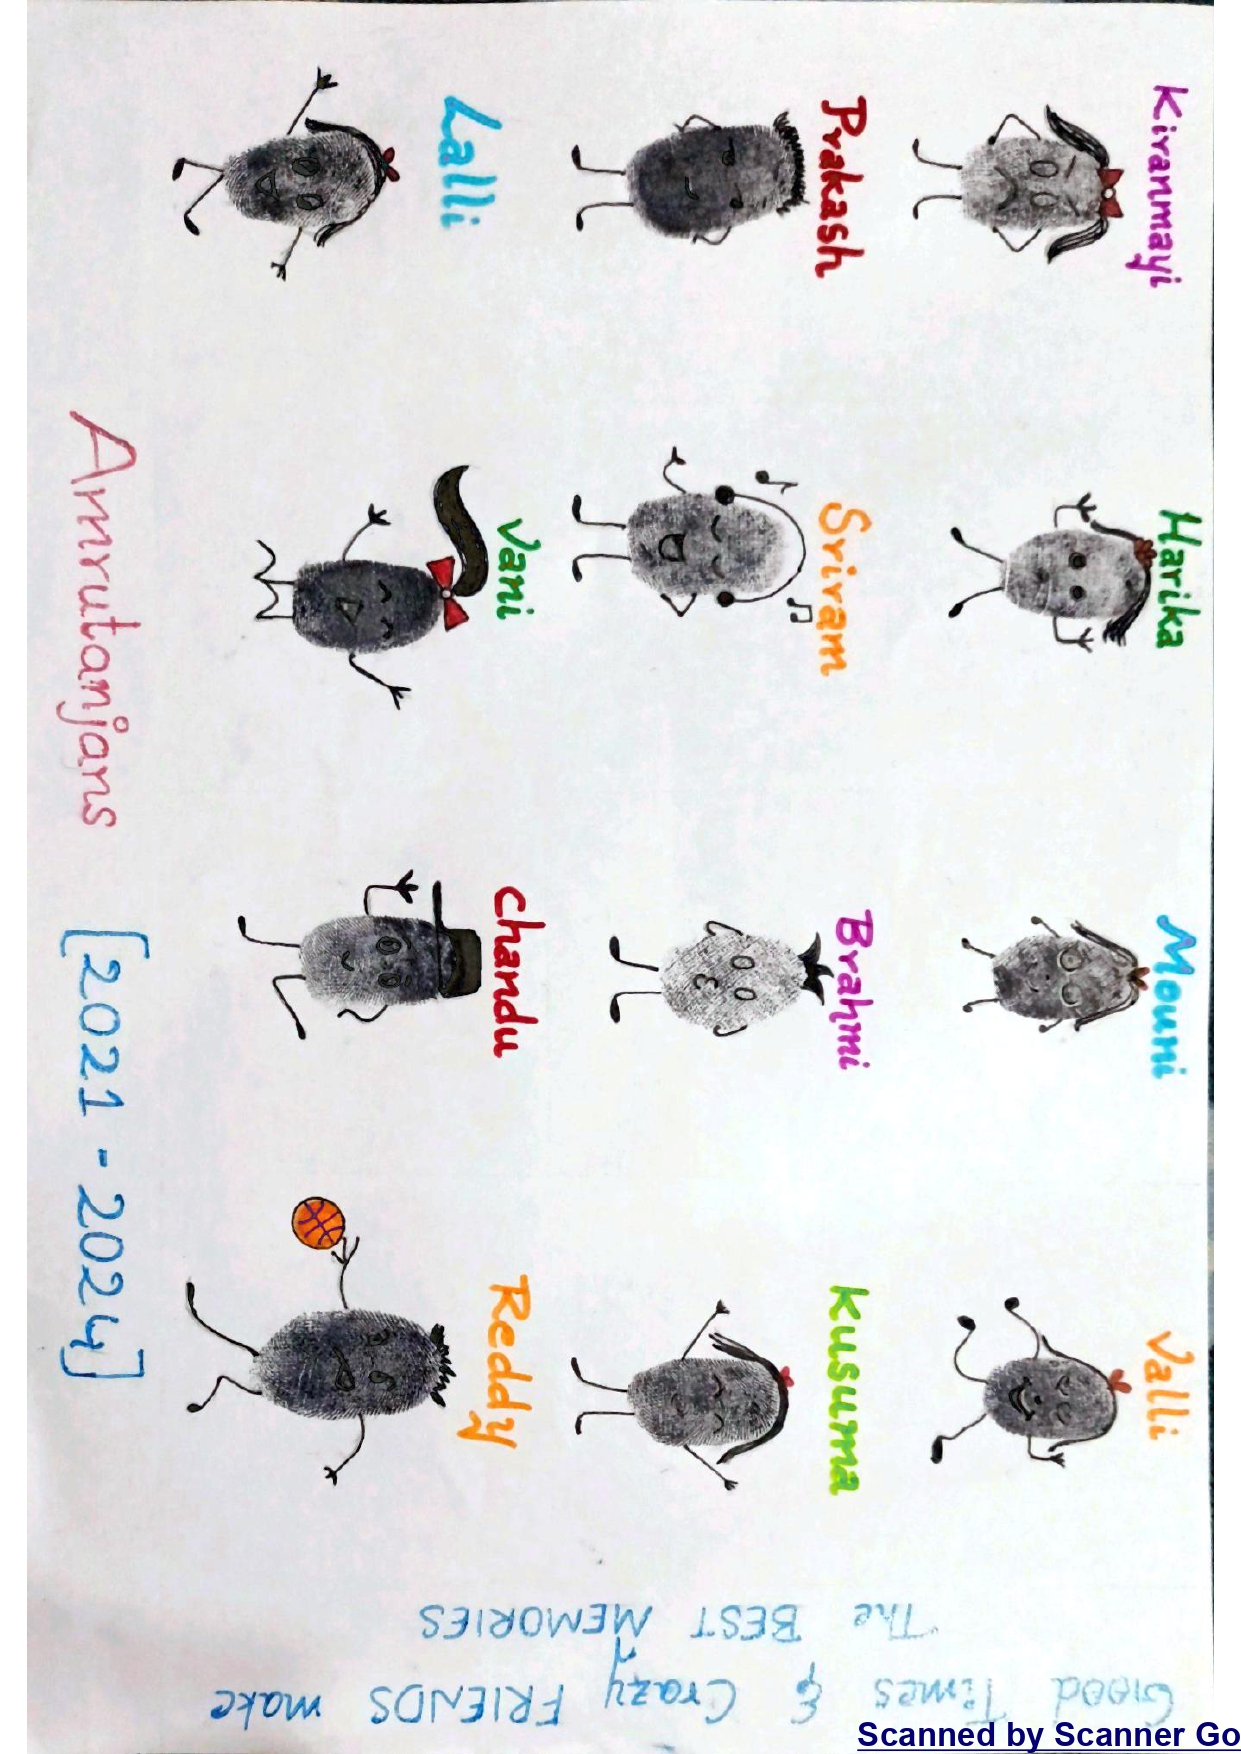 Kiranmayi
Harika
Mouni
Valli
Prakash
Sriram
Brahmi
Kusuma
Lalli
Vani
Chandu
Reddy
Amrutanjans [2021 - 2024]
Good Times & Crazy FRIENDS make
The BEST MEMORIES
Scanned by Scanner Go